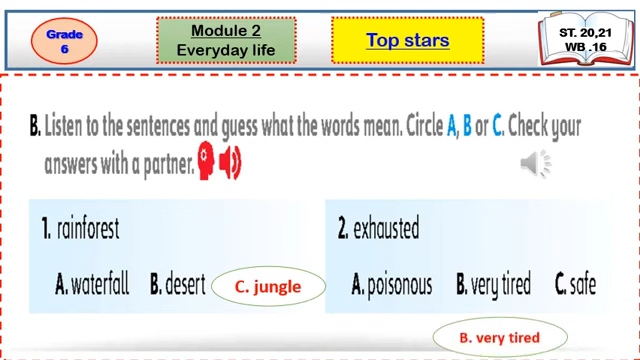 Grade
6
Module 2
Everyday life
Top stars
ST. 20,21
WB .16
B. Listen to the sentences and guess what the words mean. Circle A, B or C. Check your
answers with a partner.
1. rainforest
A. waterfall B. desert C. jungle
2. exhausted
A. poisonous B. very tired C. safe
B. very tired